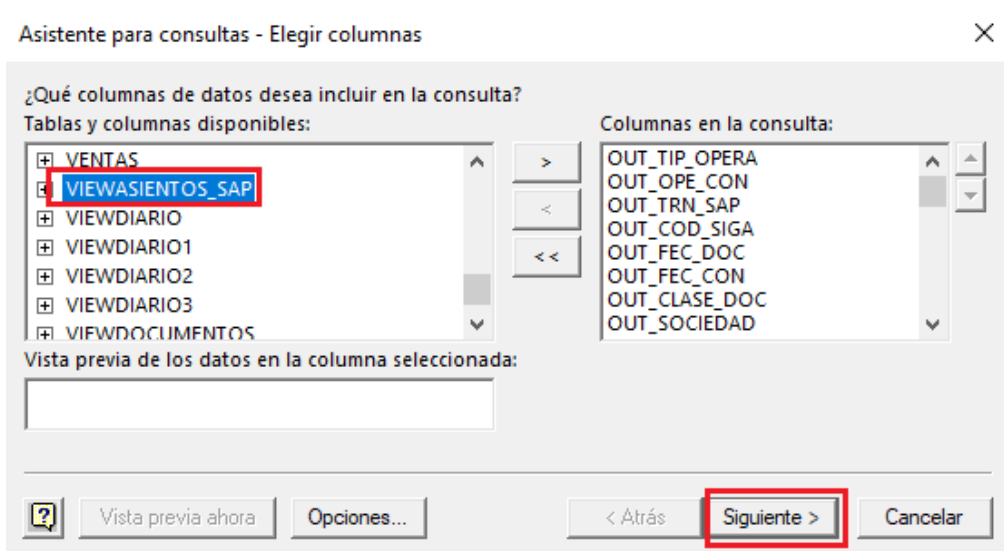 Asistente para consultas - Elegir columnas
¿Qué columnas de datos desea incluir en la consulta?
Tablas y columnas disponibles:
Columnas en la consulta:
VENTAS
VIEWASIENTOS_SAP
VIEWDIARIO
VIEWDIARIO1
VIEWDIARIO2
VIEWDIARIO3
VIEWDOCUMENTOS
>
<
<<
OUT_TIP_OPERA
OUT_OPE_CON
OUT_TRN_SAP
OUT_COD_SIGA
OUT_FEC_DOC
OUT_FEC_CON
OUT_CLASE_DOC
OUT_SOCIEDAD
Vista previa de los datos en la columna seleccionada:
? Vista previa ahora Opciones... < Atrás Siguiente > Cancelar